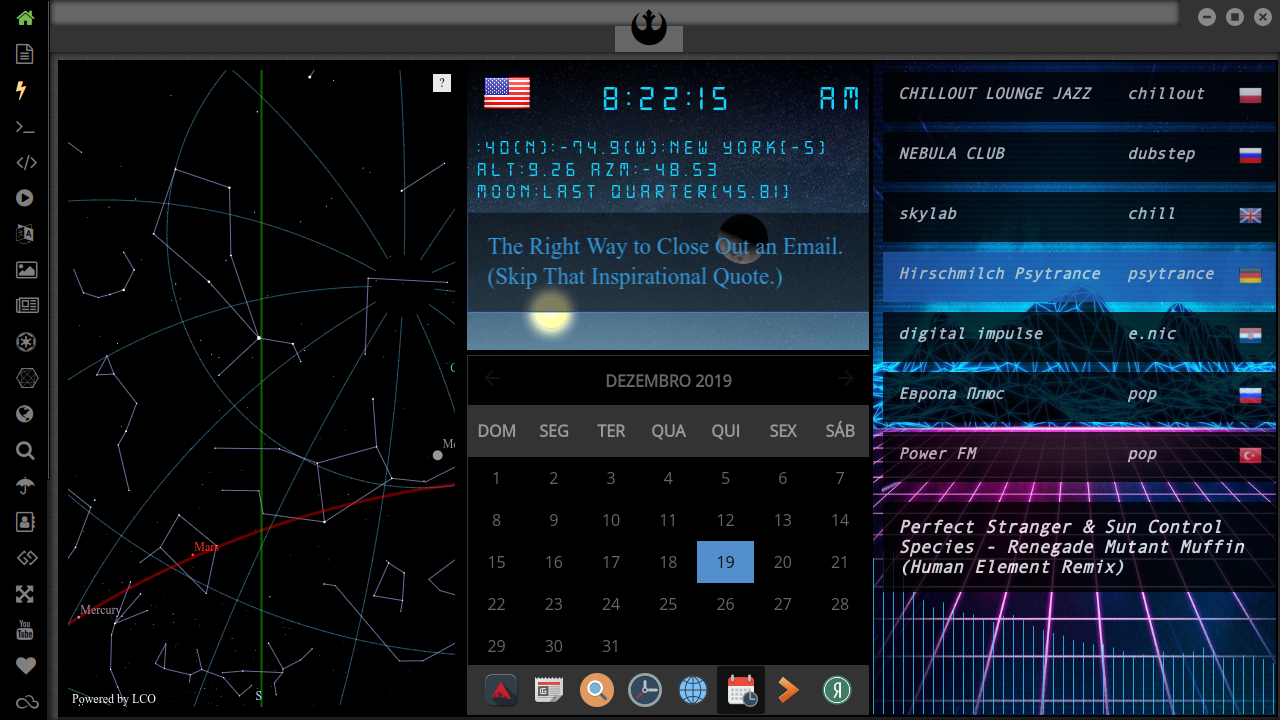 ?
Me
Mars
Mercury
Powered by LCO
S
8:22:15 AM
:40(N):-74.9(W):NEW YORK(-5)
ALT:9.26 AZM:-48.53
MOON:LAST QUARTER(45.81)
The Right Way to Close Out an Email.
(Skip That Inspirational Quote.)
DEZEMBRO 2019
DOM SEG TER QUA QUI SEX SÁB
1 2 3 4 5 6 7
8 9 10 11 12 13 14
15 16 17 18 19 20 21
22 23 24 25 26 27 28
29 30 31
CHILLOUT LOUNGE JAZZ chillout
NEBULA CLUB dubstep
skylab chill
Hirschmilch Psytrance psytrance
digital impulse e.nic
Европа Плюс pop
Power FM pop
Perfect Stranger & Sun Control
Species - Renegade Mutant Muffin
(Human Element Remix)
You
Tube
Я